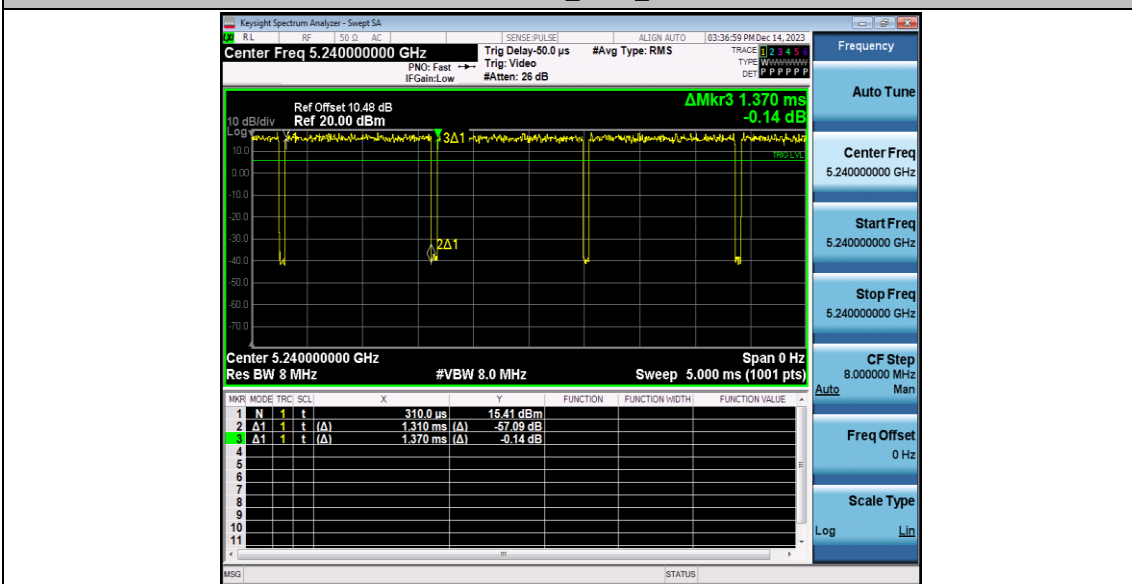 Keysight Spectrum Analyzer - Swept SA
LXI RL RF 50 Ω AC SENSE:PULSE ALIGN AUTO 03:36:59 PM Dec 14, 2023
Center Freq 5.240000000 GHz Trig Delay-50.0 µs #Avg Type: RMS TRACE 1 2 3 4 5 6
PNO: Fast Trig: Video TYPE W
IFGain:Low #Atten: 26 dB DET P P P P P P
Frequency
Auto Tune
ΔMkr3 1.370 ms
-0.14 dB
Ref Offset 10.48 dB
10 dB/div Ref 20.00 dBm
Log
3Δ1
TRIG LVL
10.0
0.00
-10.0
-20.0
-30.0
2Δ1
-40.0
-50.0
-60.0
-70.0
Center 5.240000000 GHz Span 0 Hz
Res BW 8 MHz #VBW 8.0 MHz Sweep 5.000 ms (1001 pts)
MKR MODE TRC SCL X Y FUNCTION FUNCTION WIDTH FUNCTION VALUE
1 N 1 t 310.0 µs 15.41 dBm
2 Δ1 1 t (Δ) 1.310 ms (Δ) -57.09 dB
3 Δ1 1 t (Δ) 1.370 ms (Δ) -0.14 dB
4
5
6
7
8
9
10
11
Center Freq
5.240000000 GHz
Start Freq
5.240000000 GHz
Stop Freq
5.240000000 GHz
CF Step
8.000000 MHz
Auto Man
Freq Offset
0 Hz
Scale Type
Log Lin
MSG STATUS